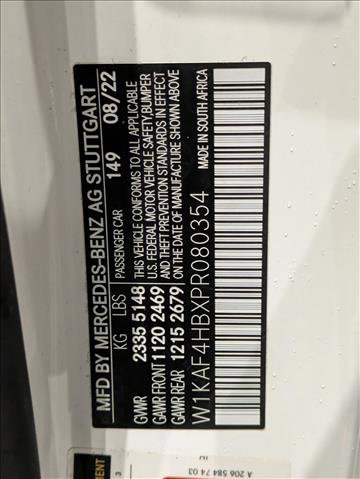 MFD BY MERCEDES-BENZ AG STUTTGART
PASSENGER CAR 149 08/22
KG LBS
GVWR 2335 5148
GAWR FRONT 1120 2469
GAWR REAR 1215 2679
THIS VEHICLE CONFORMS TO ALL APPLICABLE
U.S. FEDERAL MOTOR VEHICLE SAFETY,BUMPER
AND THEFT PREVENTION STANDARDS IN EFFECT
ON THE DATE OF MANUFACTURE SHOWN ABOVE
MADE IN SOUTH AFRICA
W1KAF4HBXPR080354
A 206 584 74 03